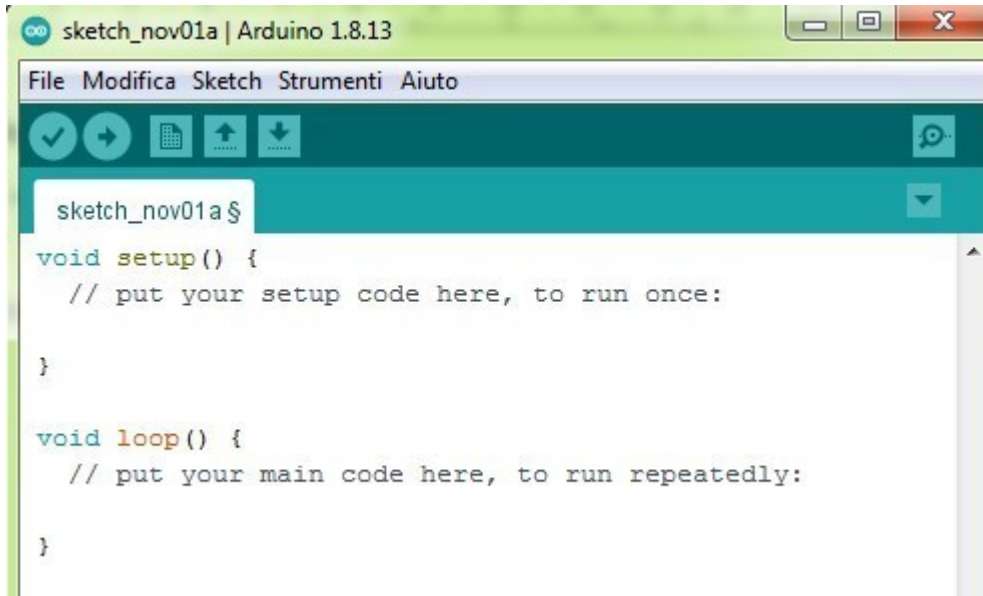 sketch_nov01a | Arduino 1.8.13
File Modifica Sketch Strumenti Aiuto
sketch_nov01a §
void setup() {
  // put your setup code here, to run once:
}
void loop() {
  // put your main code here, to run repeatedly:
}